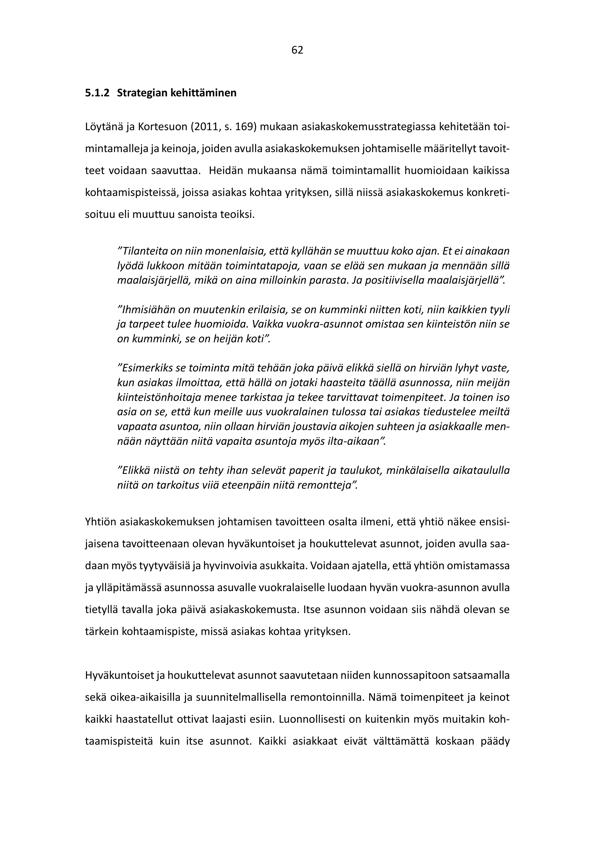 62
5.1.2 Strategian kehittäminen
Löytänä ja Kortesuon (2011, s. 169) mukaan asiakaskokemusstrategiassa kehitetään toi-
mintamalleja ja keinoja, joiden avulla asiakaskokemuksen johtamiselle määritellyt tavoit-
teet voidaan saavuttaa. Heidän mukaansa nämä toimintamallit huomioidaan kaikissa
kohtaamispisteissä, joissa asiakas kohtaa yrityksen, sillä niissä asiakaskokemus konkreti-
soituu eli muuttuu sanoista teoiksi.
”Tilanteita on niin monenlaisia, että kyllähän se muuttuu koko ajan. Et ei ainakaan
lyödä lukkoon mitään toimintatapoja, vaan se elää sen mukaan ja mennään sillä
maalaisjärjellä, mikä on aina milloinkin parasta. Ja positiivisella maalaisjärjellä”.
”Ihmisiähän on muutenkin erilaisia, se on kumminki niitten koti, niin kaikkien tyyli
ja tarpeet tulee huomioida. Vaikka vuokra-asunnot omistaa sen kiinteistön niin se
on kumminki, se on heijän koti”.
”Esimerkiks se toiminta mitä tehään joka päivä elikkä siellä on hirviän lyhyt vaste,
kun asiakas ilmoittaa, että hällä on jotaki haasteita täällä asunnossa, niin meijän
kiinteistönhoitaja menee tarkistaa ja tekee tarvittavat toimenpiteet. Ja toinen iso
asia on se, että kun meille uus vuokralainen tulossa tai asiakas tiedustelee meiltä
vapaata asuntoa, niin ollaan hirviän joustavia aikojen suhteen ja asiakkaalle men-
nään näyttään niitä vapaita asuntoja myös ilta-aikaan”.
”Elikkä niistä on tehty ihan selevät paperit ja taulukot, minkälaisella aikataululla
niitä on tarkoitus viiä eteenpäin niitä remontteja”.
Yhtiön asiakaskokemuksen johtamisen tavoitteen osalta ilmeni, että yhtiö näkee ensisi-
jaisena tavoitteenaan olevan hyväkuntoiset ja houkuttelevat asunnot, joiden avulla saa-
daan myös tyytyväisiä ja hyvinvoivia asukkaita. Voidaan ajatella, että yhtiön omistamassa
ja ylläpitämässä asunnossa asuvalle vuokralaiselle luodaan hyvän vuokra-asunnon avulla
tietyllä tavalla joka päivä asiakaskokemusta. Itse asunnon voidaan siis nähdä olevan se
tärkein kohtaamispiste, missä asiakas kohtaa yrityksen.
Hyväkuntoiset ja houkuttelevat asunnot saavutetaan niiden kunnossapitoon satsaamalla
sekä oikea-aikaisilla ja suunnitelmallisella remontoinnilla. Nämä toimenpiteet ja keinot
kaikki haastatellut ottivat laajasti esiin. Luonnollisesti on kuitenkin myös muitakin koh-
taamispisteitä kuin itse asunnot. Kaikki asiakkaat eivät välttämättä koskaan päädy